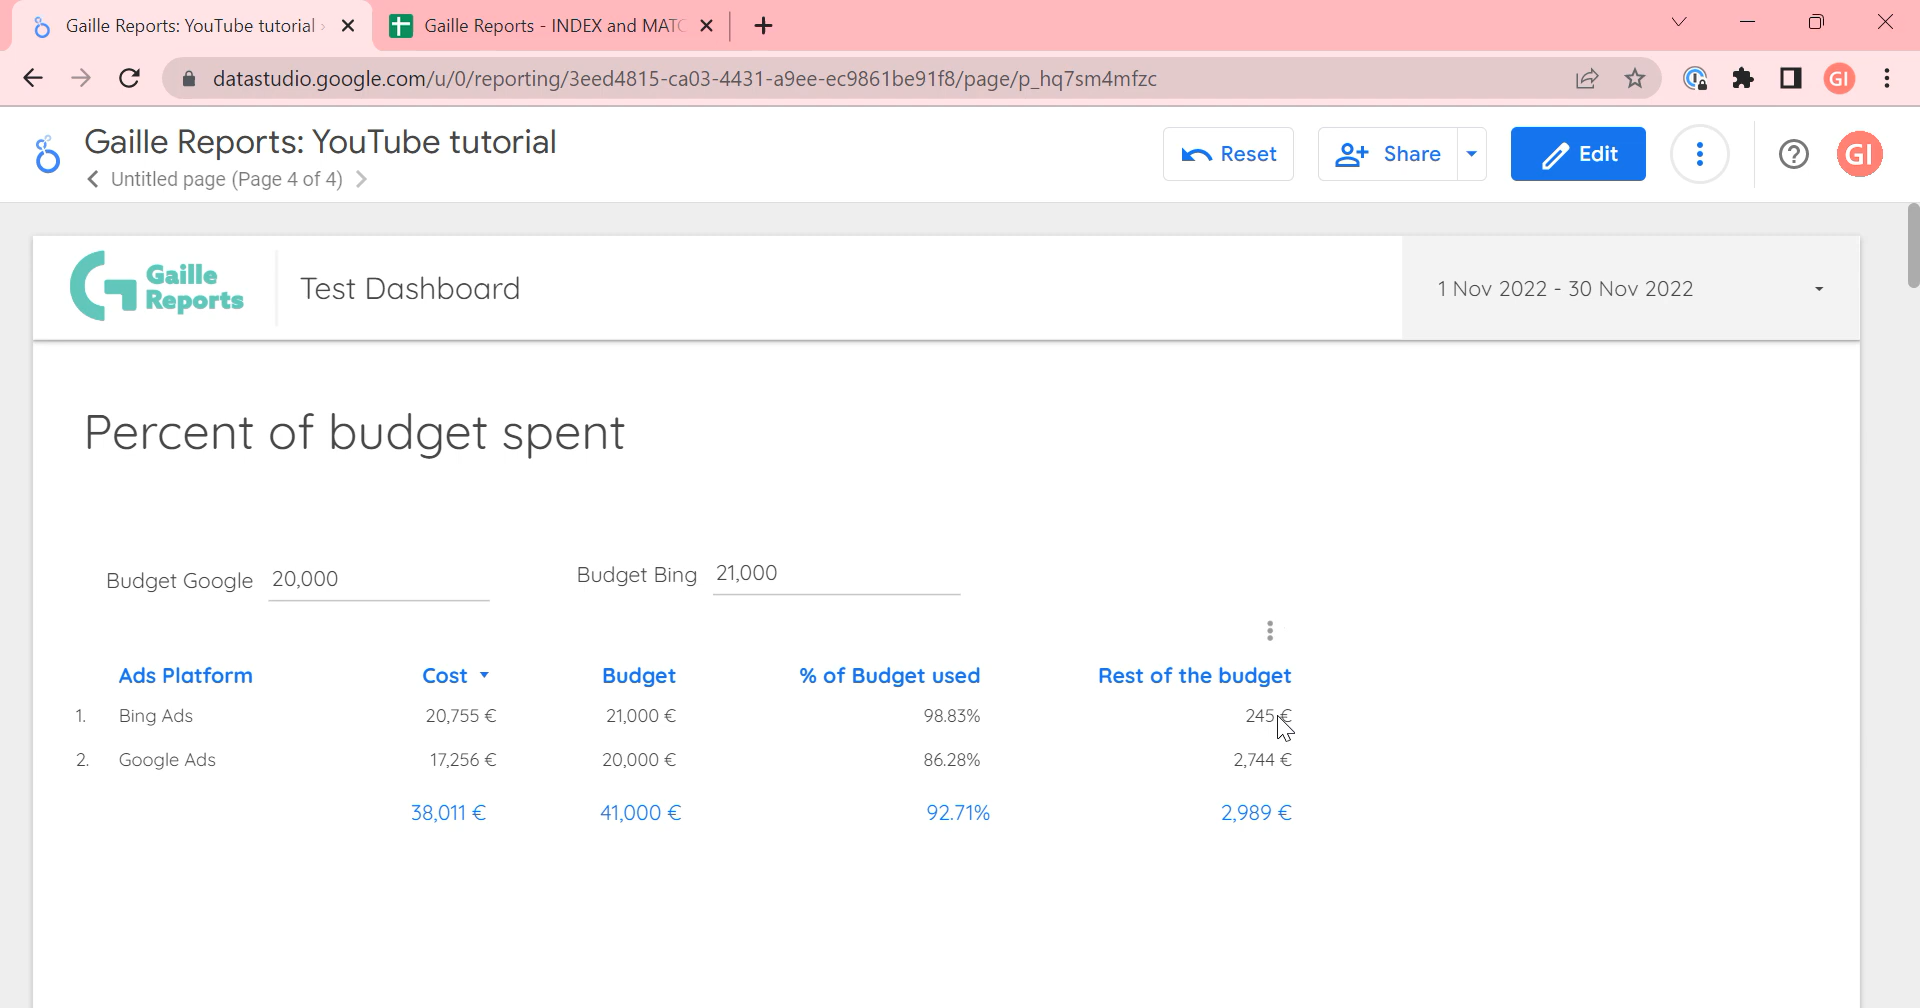 Gaille Reports: YouTube tutorial
Gaille Reports - INDEX and MATC
datastudio.google.com/u/0/reporting/3eed4815-ca03-4431-a9ee-ec9861be91f8/page/p_hq7sm4mfzc
GI
Gaille Reports: YouTube tutorial
Untitled page (Page 4 of 4)
Reset
Share
Edit
GI
Gaille
Reports
Test Dashboard
1 Nov 2022 - 30 Nov 2022
Percent of budget spent
Budget Google 20,000
Budget Bing 21,000
Ads Platform Cost Budget % of Budget used Rest of the budget
1. Bing Ads 20,755 € 21,000 € 98.83% 245 €
2. Google Ads 17,256 € 20,000 € 86.28% 2,744 €
38,011 € 41,000 € 92.71% 2,989 €